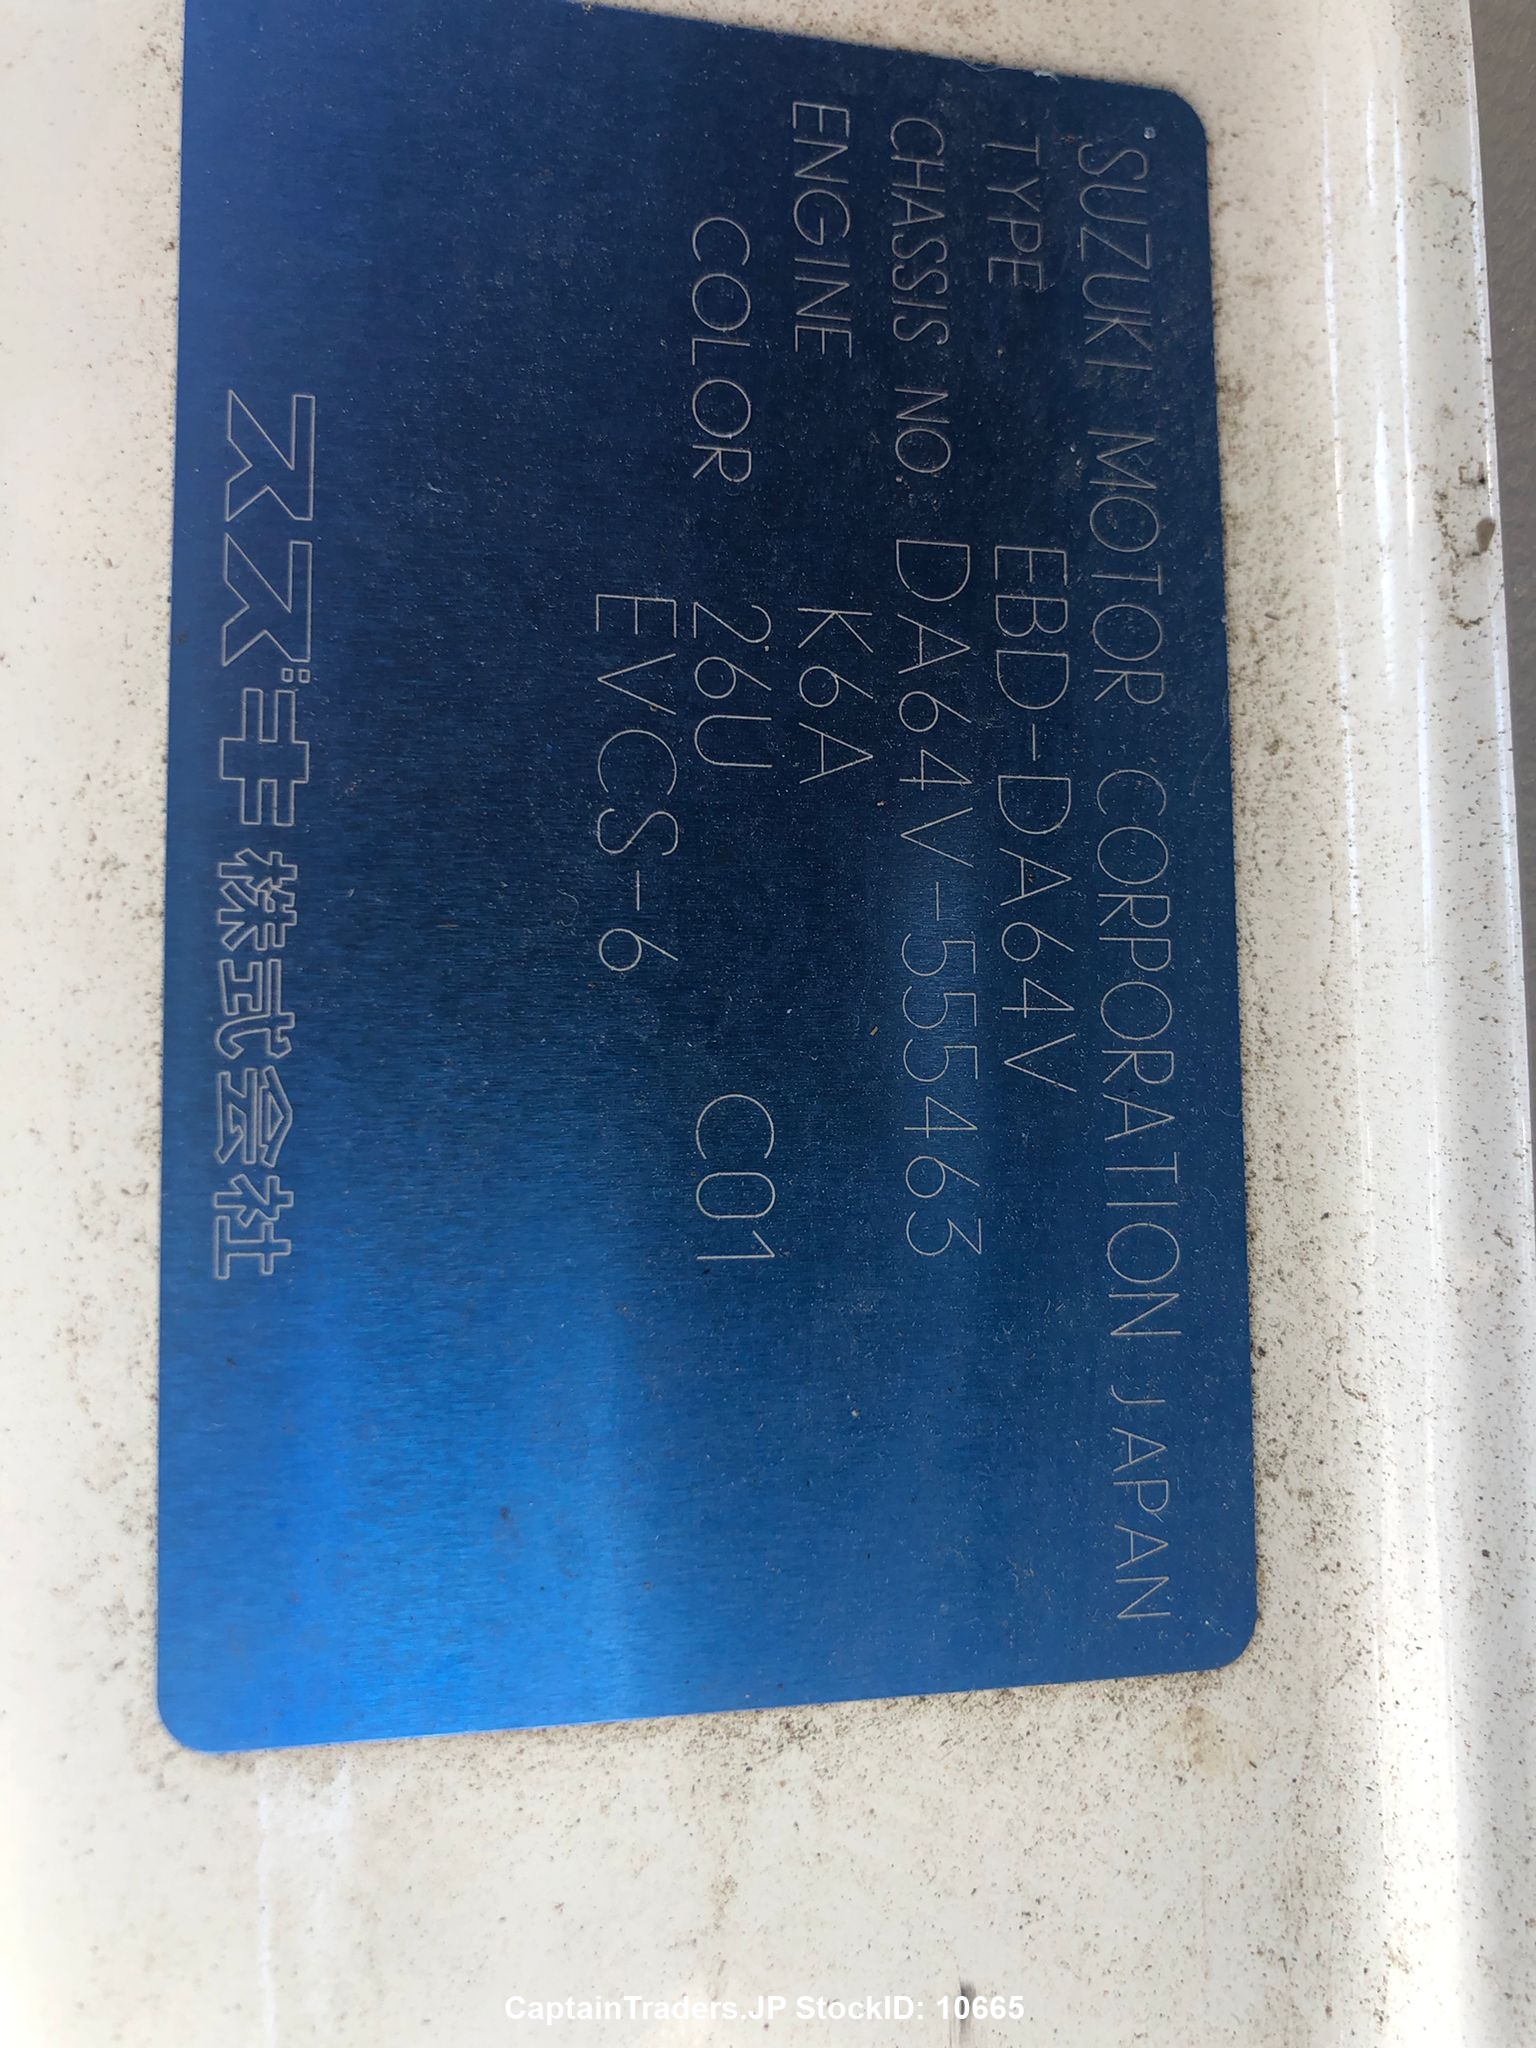 SUZUKI MOTOR CORPORATION JAPAN
TYPE EBD-DA64V
CHASSIS NO. DA64V-555463
ENGINE K6A
COLOR 26U C01
EVCS-6
スズキ株式会社
CaptainTraders.JP StockID: 10665